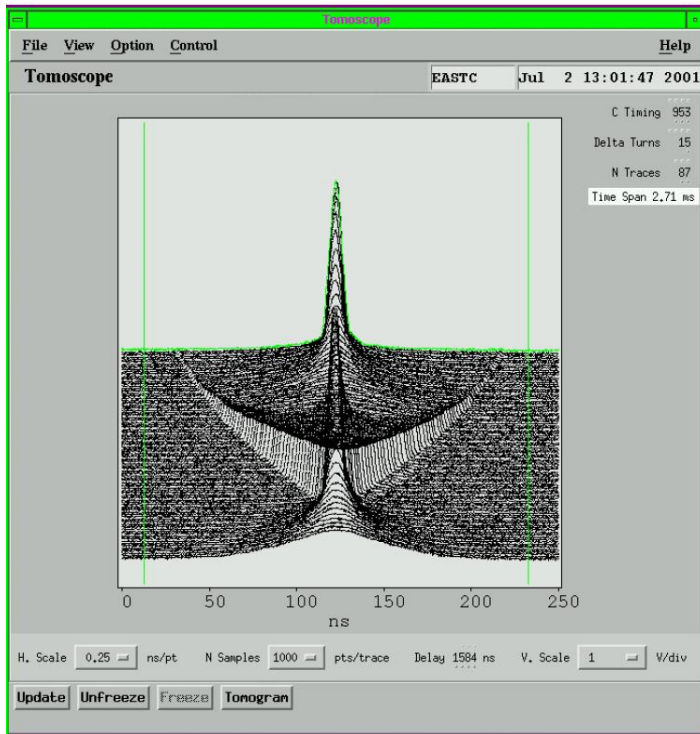 Tomoscope
File View Option Control Help
Tomoscope EASTC Jul 2 13:01:47 2001
C Timing 953
Delta Turns 15
N Traces 87
Time Span 2.71 ms
0 50 100 150 200 250
ns
H. Scale 0.25 ns/pt N Samples 1000 pts/trace Delay 1584 ns V. Scale 1 V/div
Update Unfreeze Freeze Tomogram